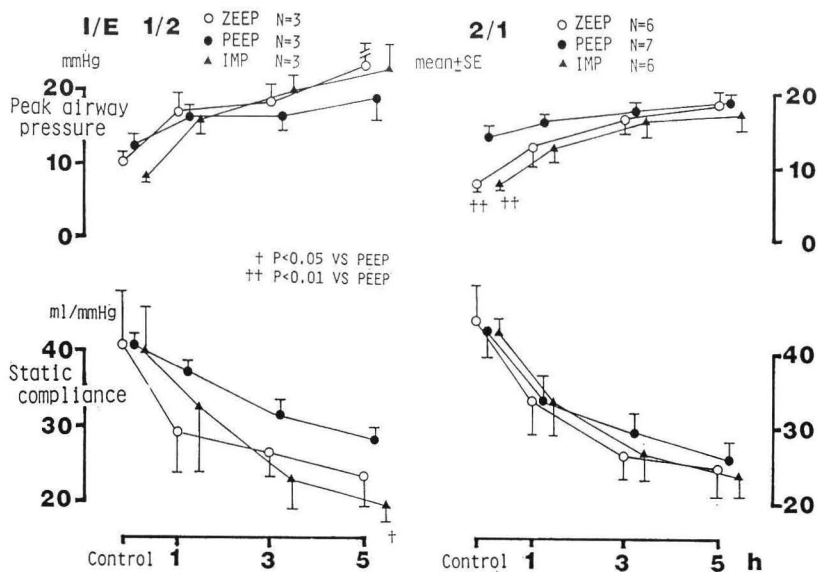 I/E 1/2
○ ZEEP N=3
● PEEP N=3
▲ IMP N=3
mmHg
20
Peak airway
pressure
10
0
2/1
○ ZEEP N=6
● PEEP N=7
▲ IMP N=6
mean±SE
20
10
0
††
††
† P<0.05 VS PEEP
†† P<0.01 VS PEEP
ml/mmHg
40
Static
compliance
30
20
†
Control 1 3 5
40
30
20
Control 1 3 5 h